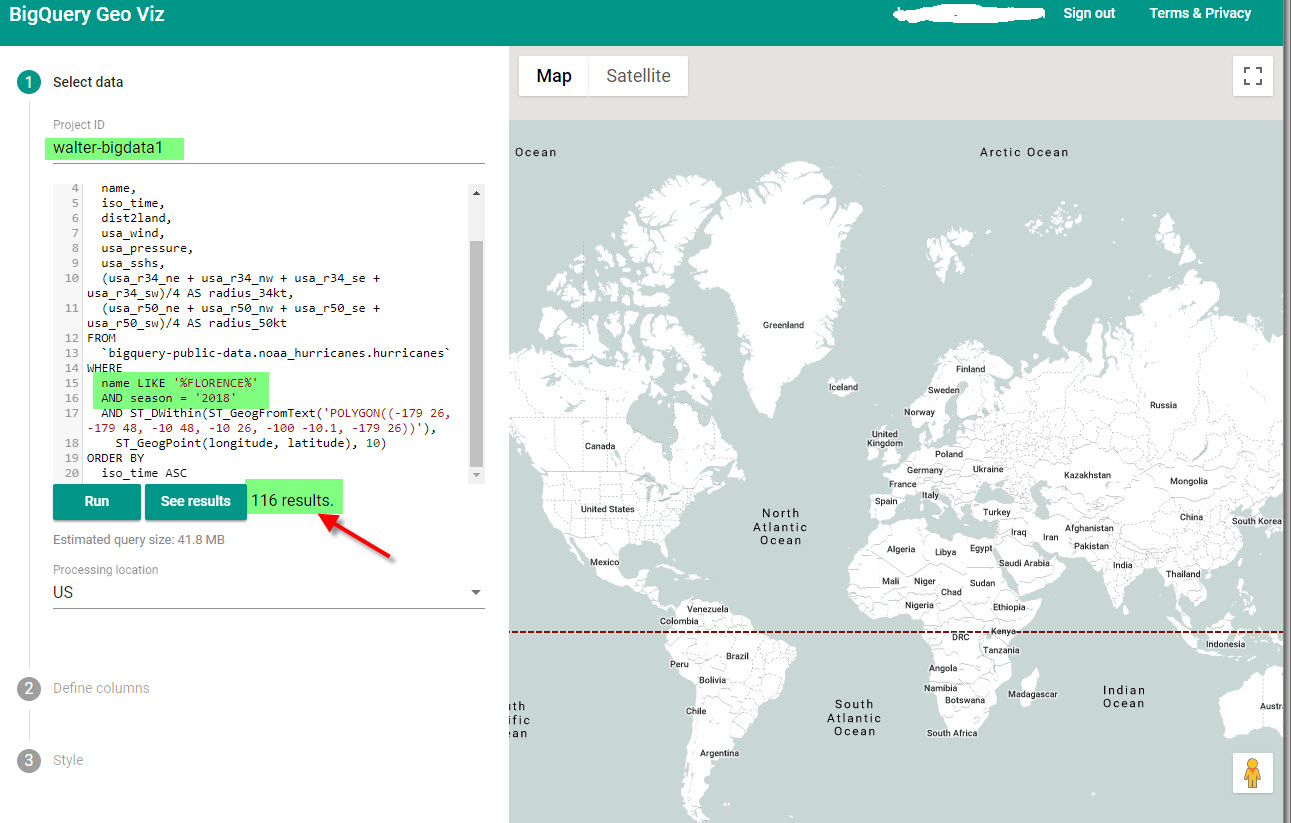 BigQuery Geo Viz
Sign out
Terms & Privacy
1 Select data
Project ID
walter-bigdata1
4 name,
5 iso_time,
6 dist2land,
7 usa_wind,
8 usa_pressure,
9 usa_sshs,
10 (usa_r34_ne + usa_r34_nw + usa_r34_se +
usa_r34_sw)/4 AS radius_34kt,
11 (usa_r50_ne + usa_r50_nw + usa_r50_se +
usa_r50_sw)/4 AS radius_50kt
12 FROM
13 `bigquery-public-data.noaa_hurricanes.hurricanes`
14 WHERE
15 name LIKE '%FLORENCE%'
16 AND season = '2018'
17 AND ST_DWithin(ST_GeogFromText('POLYGON((-179 26,
-179 48, -10 48, -10 26, -100 -10.1, -179 26))'),
18 ST_GeogPoint(longitude, latitude), 10)
19 ORDER BY
20 iso_time ASC
Run
See results
116 results.
Estimated query size: 41.8 MB
Processing location
US
2 Define columns
3 Style
Map
Satellite
Ocean
Arctic Ocean
Greenland
Iceland
Finland
Sweden
Norway
Russia
United
Kingdom
Canada
Poland
Germany
Ukraine
France
Kazakhstan
Mongolia
Spain
Italy
United States
North
Atlantic
Ocean
Turkey
China
South Korea
Afghanistan
Iraq
Iran
Pakistan
Algeria
Libya
Egypt
Mexico
Saudi Arabia
India
Thailand
Mali
Niger
Sudan
Chad
Nigeria
Ethiopia
Venezuela
Colombia
Kenya
DRC
Indonesia
Tanzania
Brazil
Peru
Angola
Bolivia
Namibia
Botswana
Madagascar
Indian
Ocean
uth
ific
ean
Chile
South
Atlantic
Ocean
Austr
South Africa
Argentina